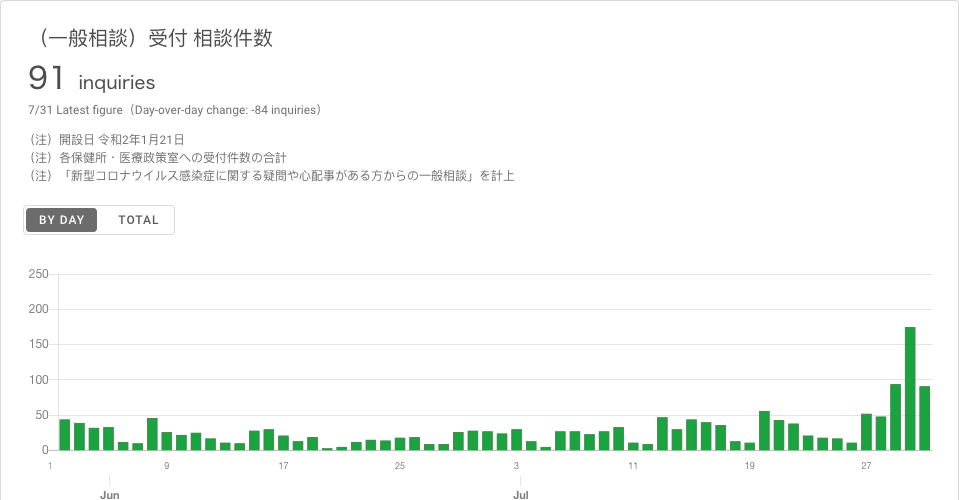 （一般相談）受付 相談件数
91 inquiries
7/31 Latest figure（Day-over-day change: -84 inquiries）
（注）開設日 令和2年1月21日
（注）各保健所・医療政策室への受付件数の合計
（注）「新型コロナウイルス感染症に関する疑問や心配事がある方からの一般相談」を計上
BY DAY TOTAL
250
200
150
100
50
0
1 9 17 25 3 11 19 27
Jun Jul